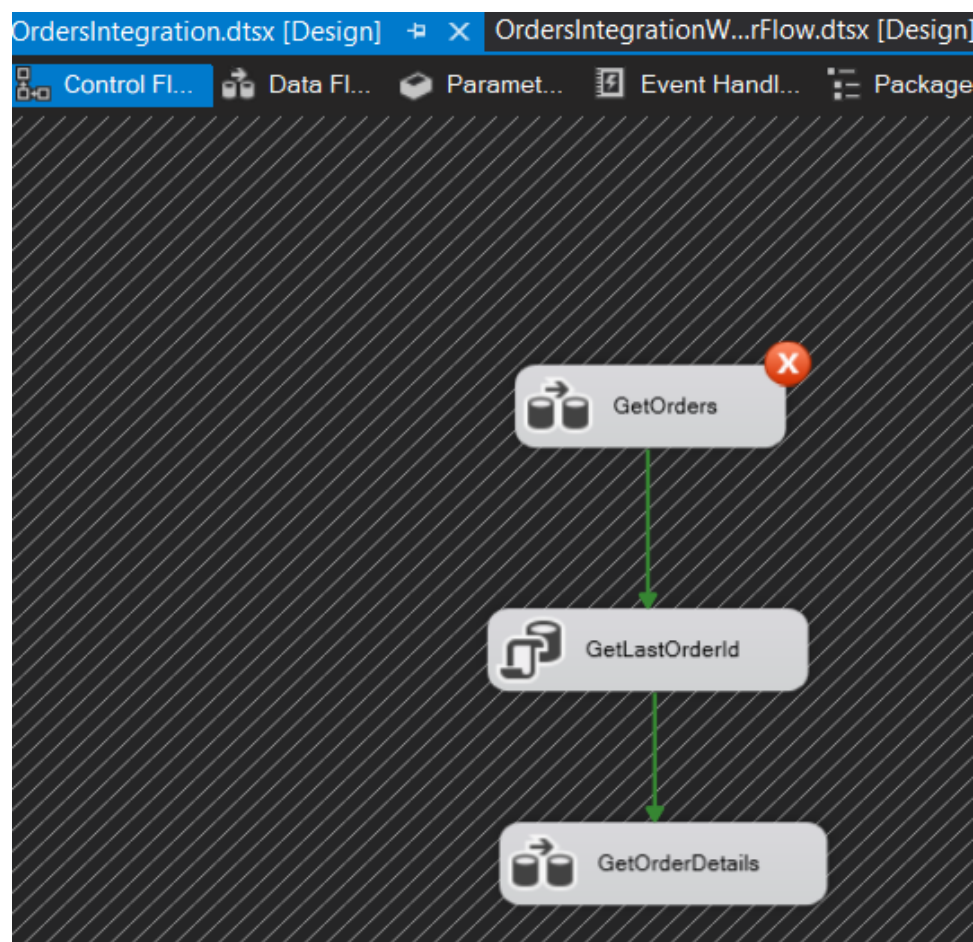 OrdersIntegration.dtsx [Design] OrdersIntegrationW...rFlow.dtsx [Design]
Control Fl... Data Fl... Paramet... Event Handl... Package
GetOrders
GetLastOrderId
GetOrderDetails